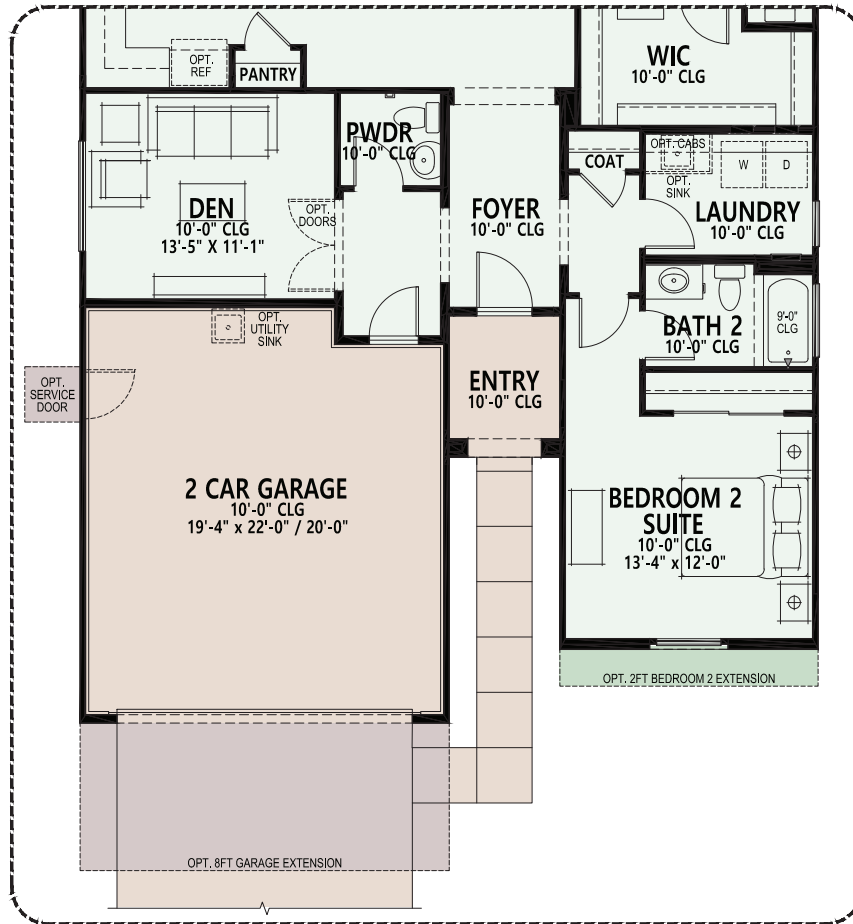 OPT.
REF
PANTRY
WIC
10'-0" CLG
PWDR
10'-0" CLG
COAT
OPT. CABS
W
D
OPT.
SINK
LAUNDRY
10'-0" CLG
DEN
10'-0" CLG
13'-5" X 11'-1"
OPT.
DOORS
FOYER
10'-0" CLG
OPT.
UTILITY
SINK
BATH 2
10'-0" CLG
9'-0"
CLG
OPT.
SERVICE
DOOR
ENTRY
10'-0" CLG
2 CAR GARAGE
10'-0" CLG
19'-4" x 22'-0" / 20'-0"
BEDROOM 2
SUITE
10'-0" CLG
13'-4" x 12'-0"
OPT. 2FT BEDROOM 2 EXTENSION
OPT. 8FT GARAGE EXTENSION